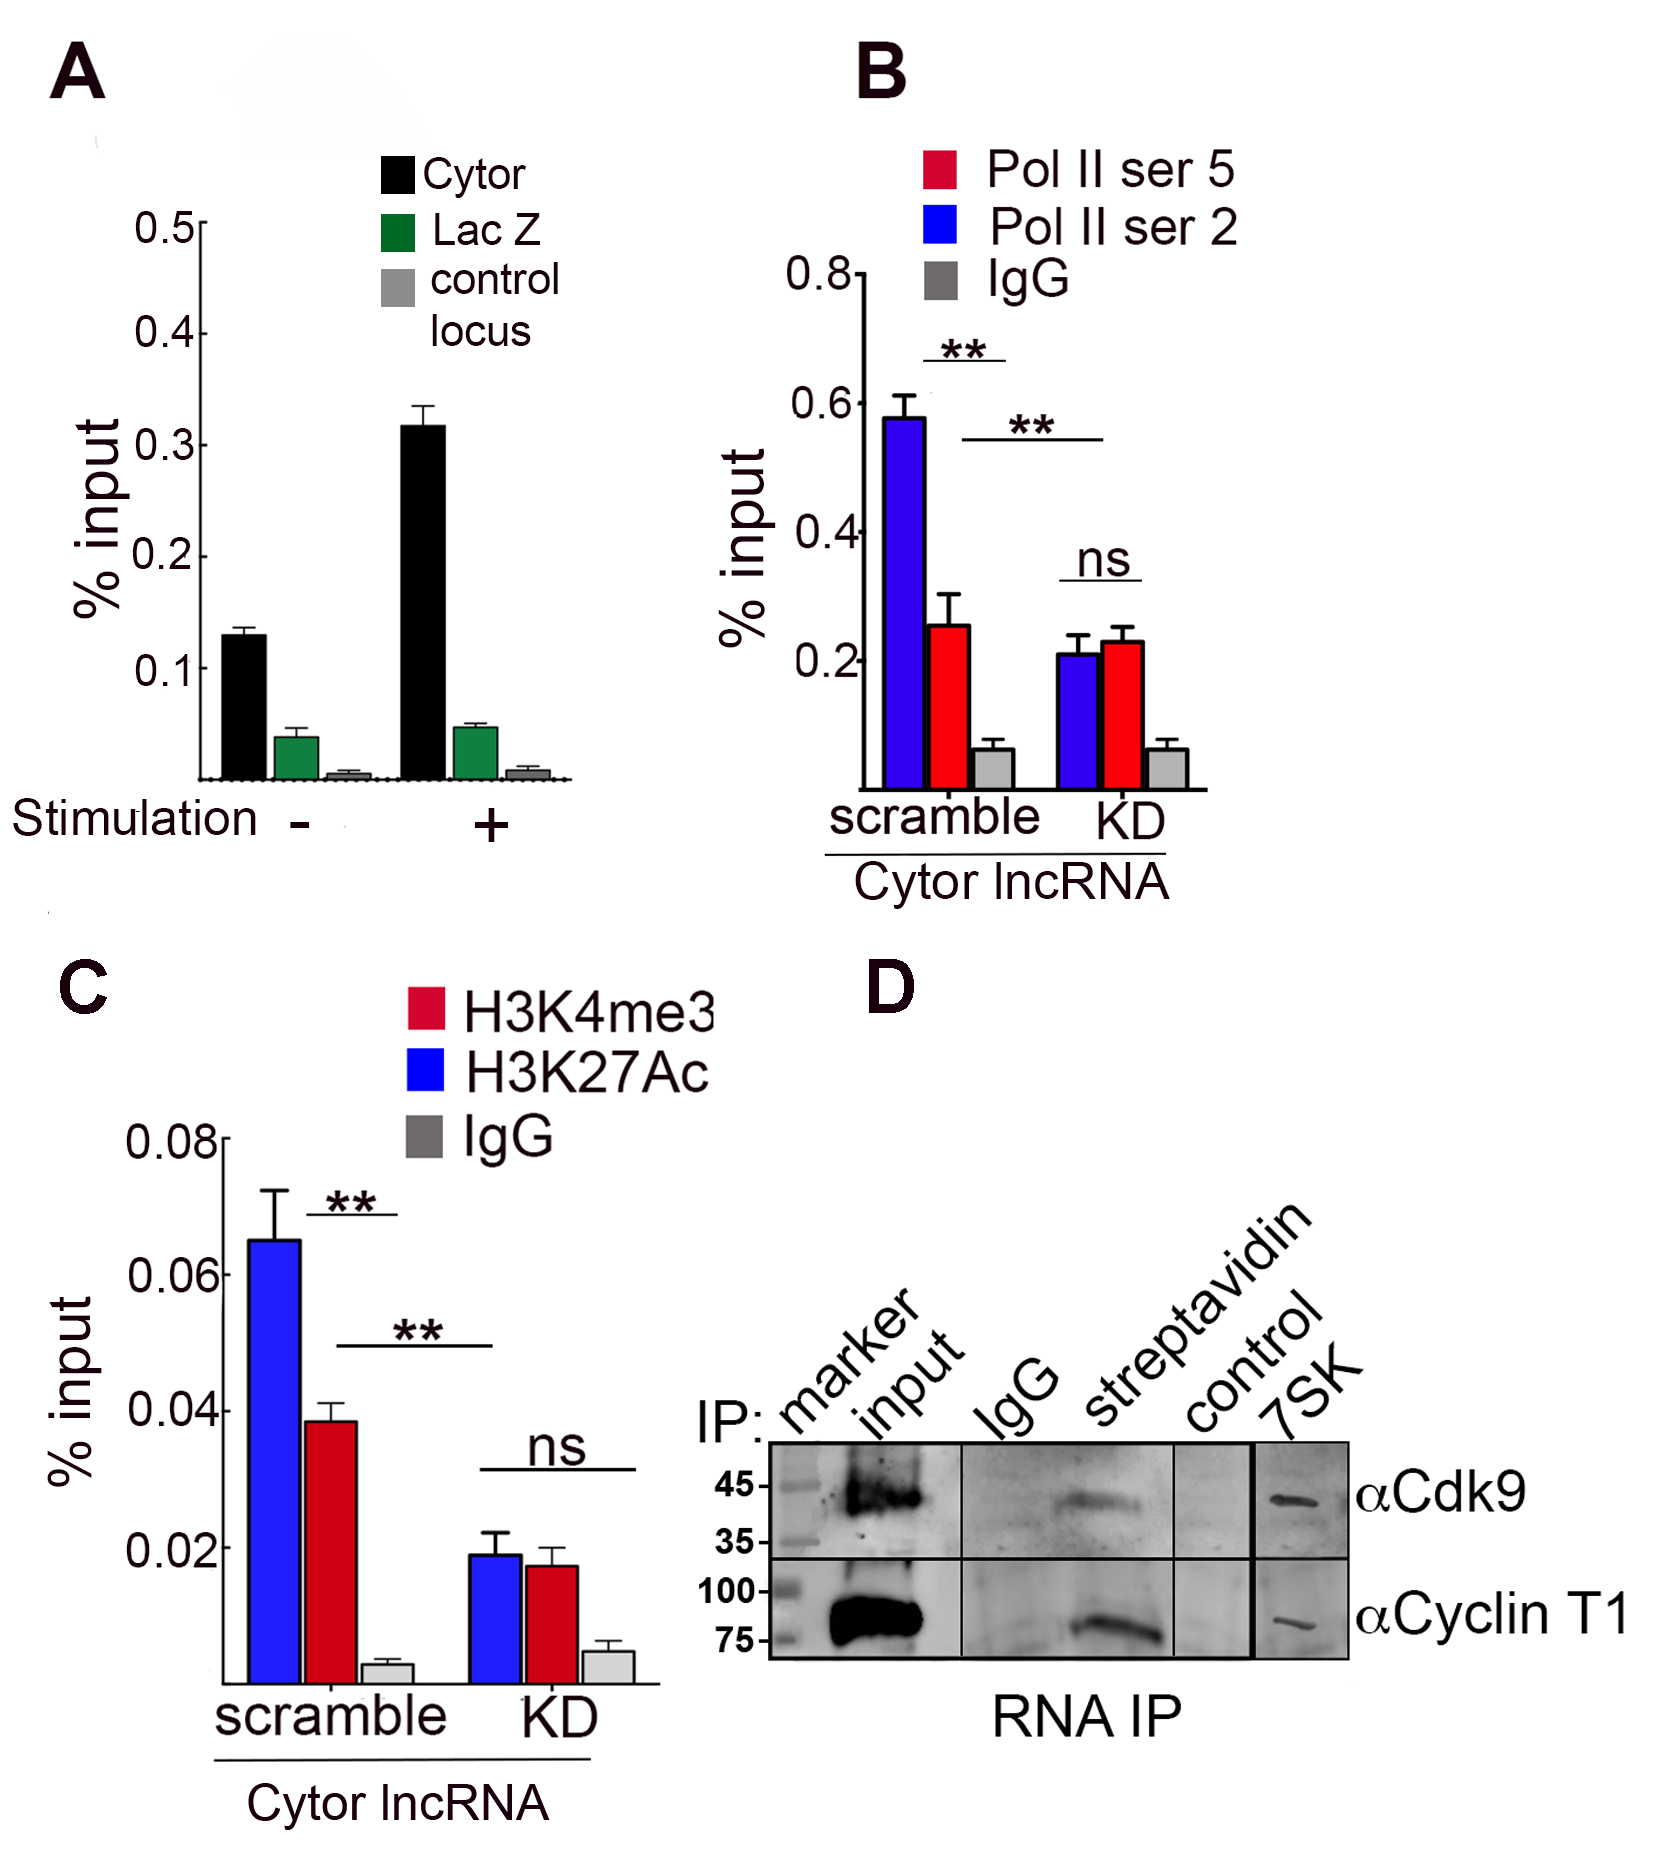 A
Cytor
Lac Z
control
locus
0.5
0.4
0.3
0.2
0.1
% input
Stimulation - +
B
Pol II ser 5
Pol II ser 2
IgG
0.8
0.6
0.4
0.2
% input
**
**
ns
scramble KD
Cytor lncRNA
C
H3K4me3
H3K27Ac
IgG
0.08
0.06
0.04
0.02
% input
**
**
ns
scramble KD
Cytor lncRNA
D
IP: marker input IgG streptavidin control 7SK
45
35
αCdk9
100
75
αCyclin T1
RNA IP